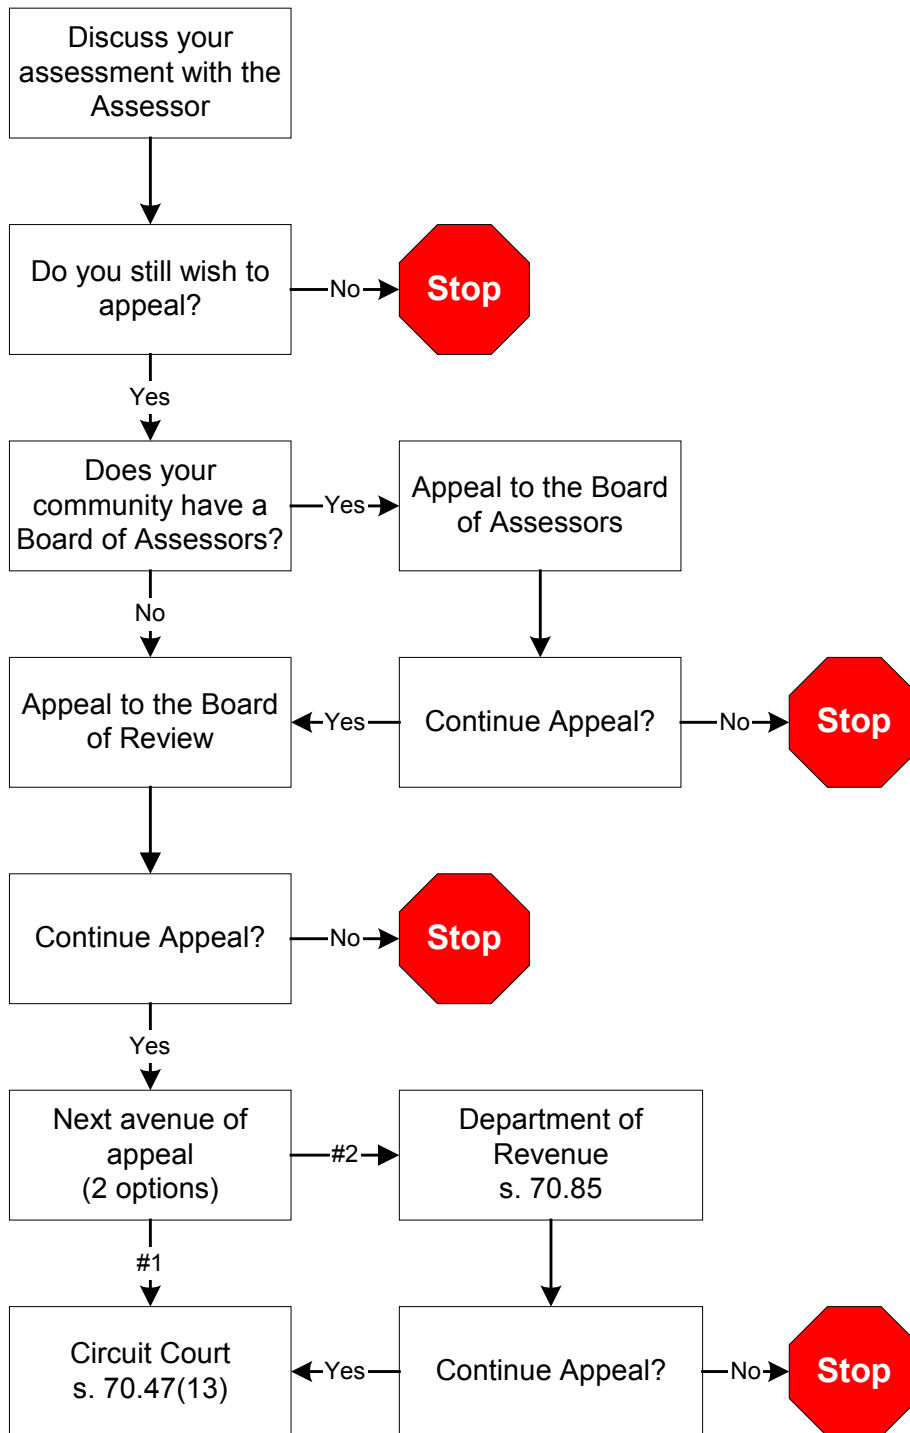 Discuss your
assessment with the
Assessor
Do you still wish to
appeal?
No
Stop
Yes
Does your
community have a
Board of Assessors?
Yes
Appeal to the Board
of Assessors
No
Appeal to the Board
of Review
Yes
Continue Appeal?
No
Stop
Continue Appeal?
No
Stop
Yes
Next avenue of
appeal
(2 options)
#2
Department of
Revenue
s. 70.85
#1
Circuit Court
s. 70.47(13)
Yes
Continue Appeal?
No
Stop